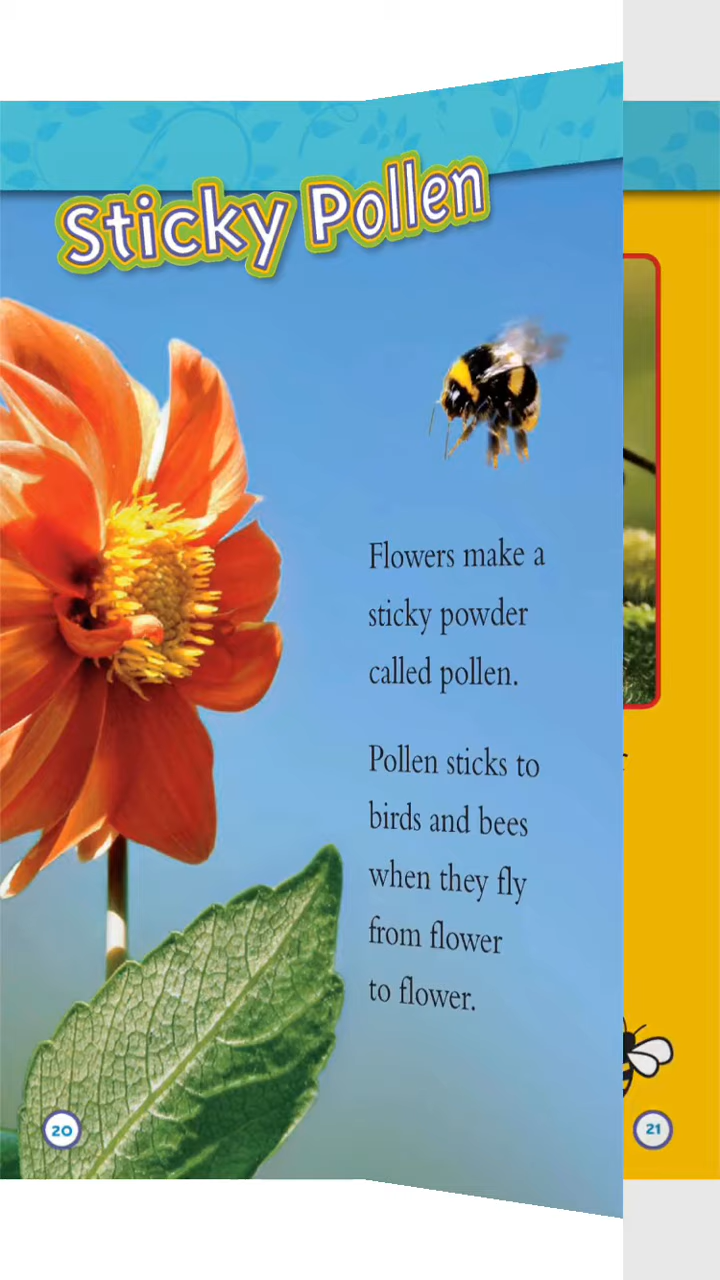 Sticky Pollen
Flowers make a
sticky powder
called pollen.
Pollen sticks to
birds and bees
when they fly
from flower
to flower.
20
21